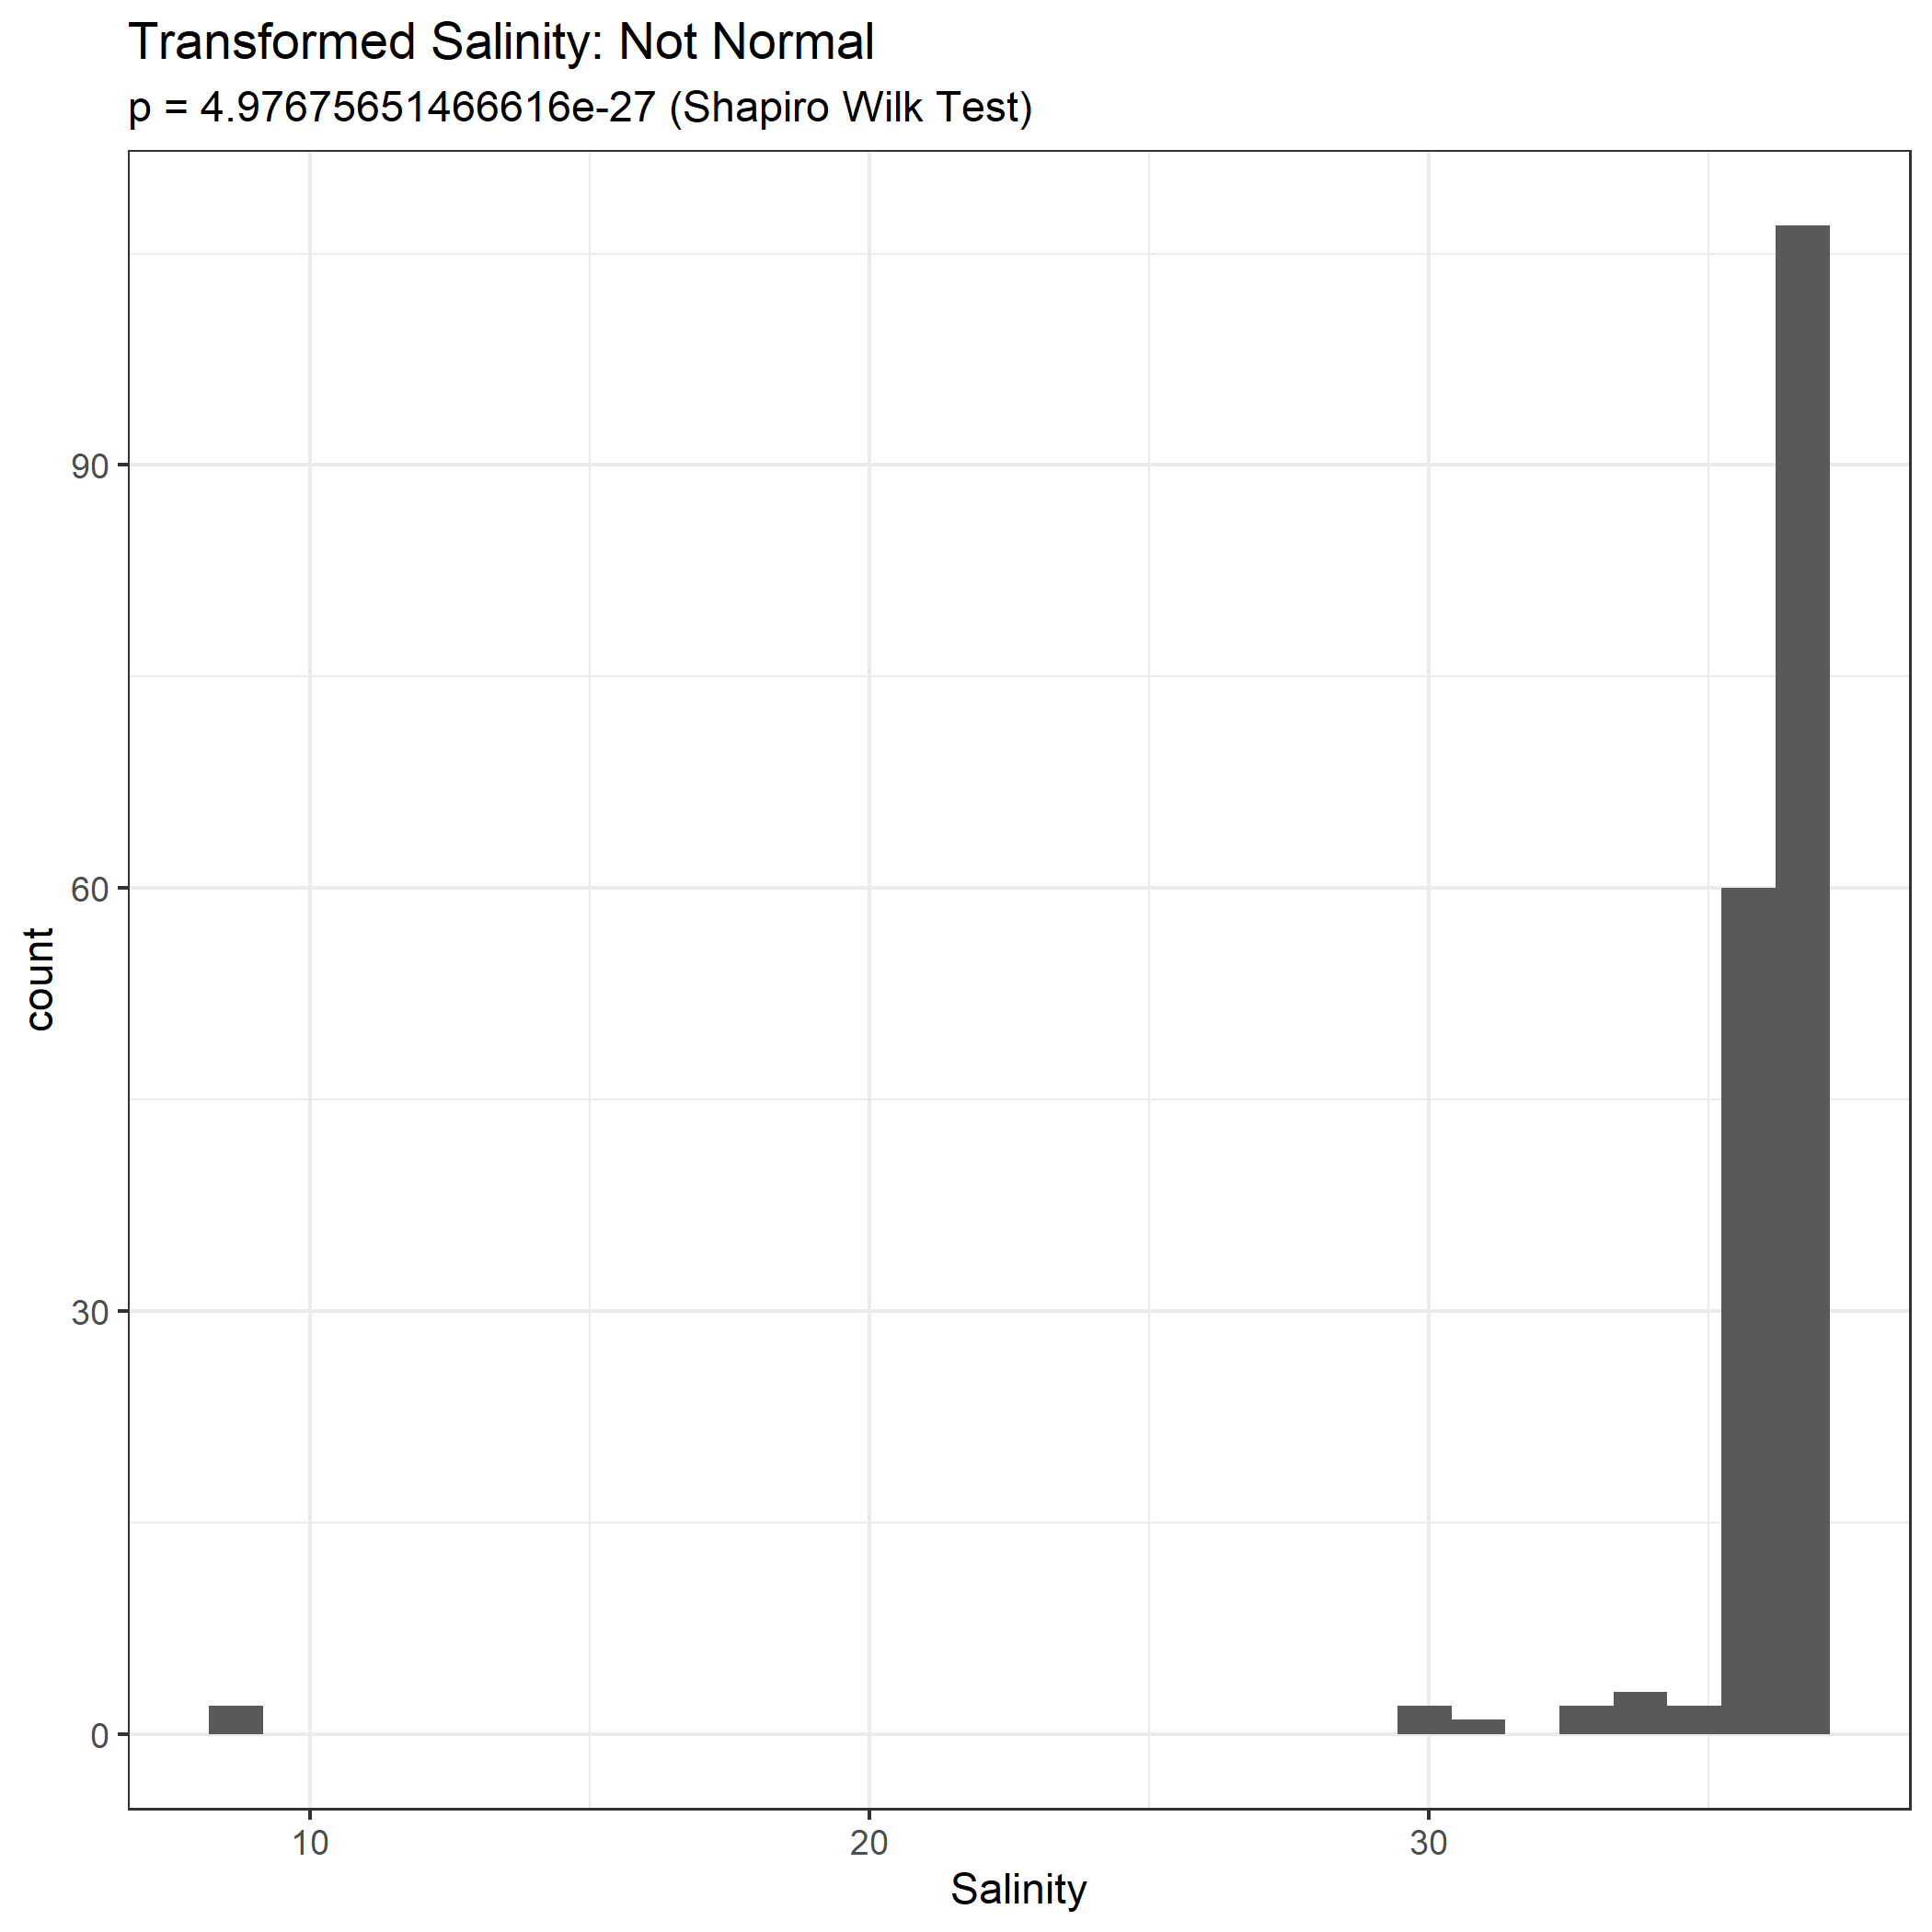 Transformed Salinity: Not Normal
p = 4.97675651466616e-27 (Shapiro Wilk Test)
90
60
30
0
count
10 20 30
Salinity